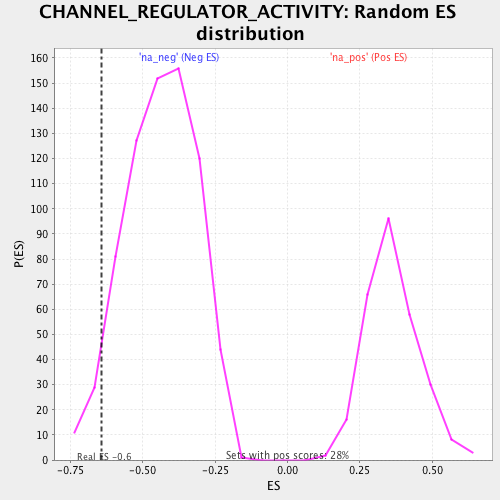 CHANNEL_REGULATOR_ACTIVITY: Random ES
distribution
'na_neg' (Neg ES)
'na_pos' (Pos ES)
160
150
140
130
120
110
100
90
80
70
60
50
40
30
20
10
0
P(ES)
Real ES -0.6
Sets with pos scores: 28%
-0.75
-0.50
-0.25
0.00
0.25
0.50
ES